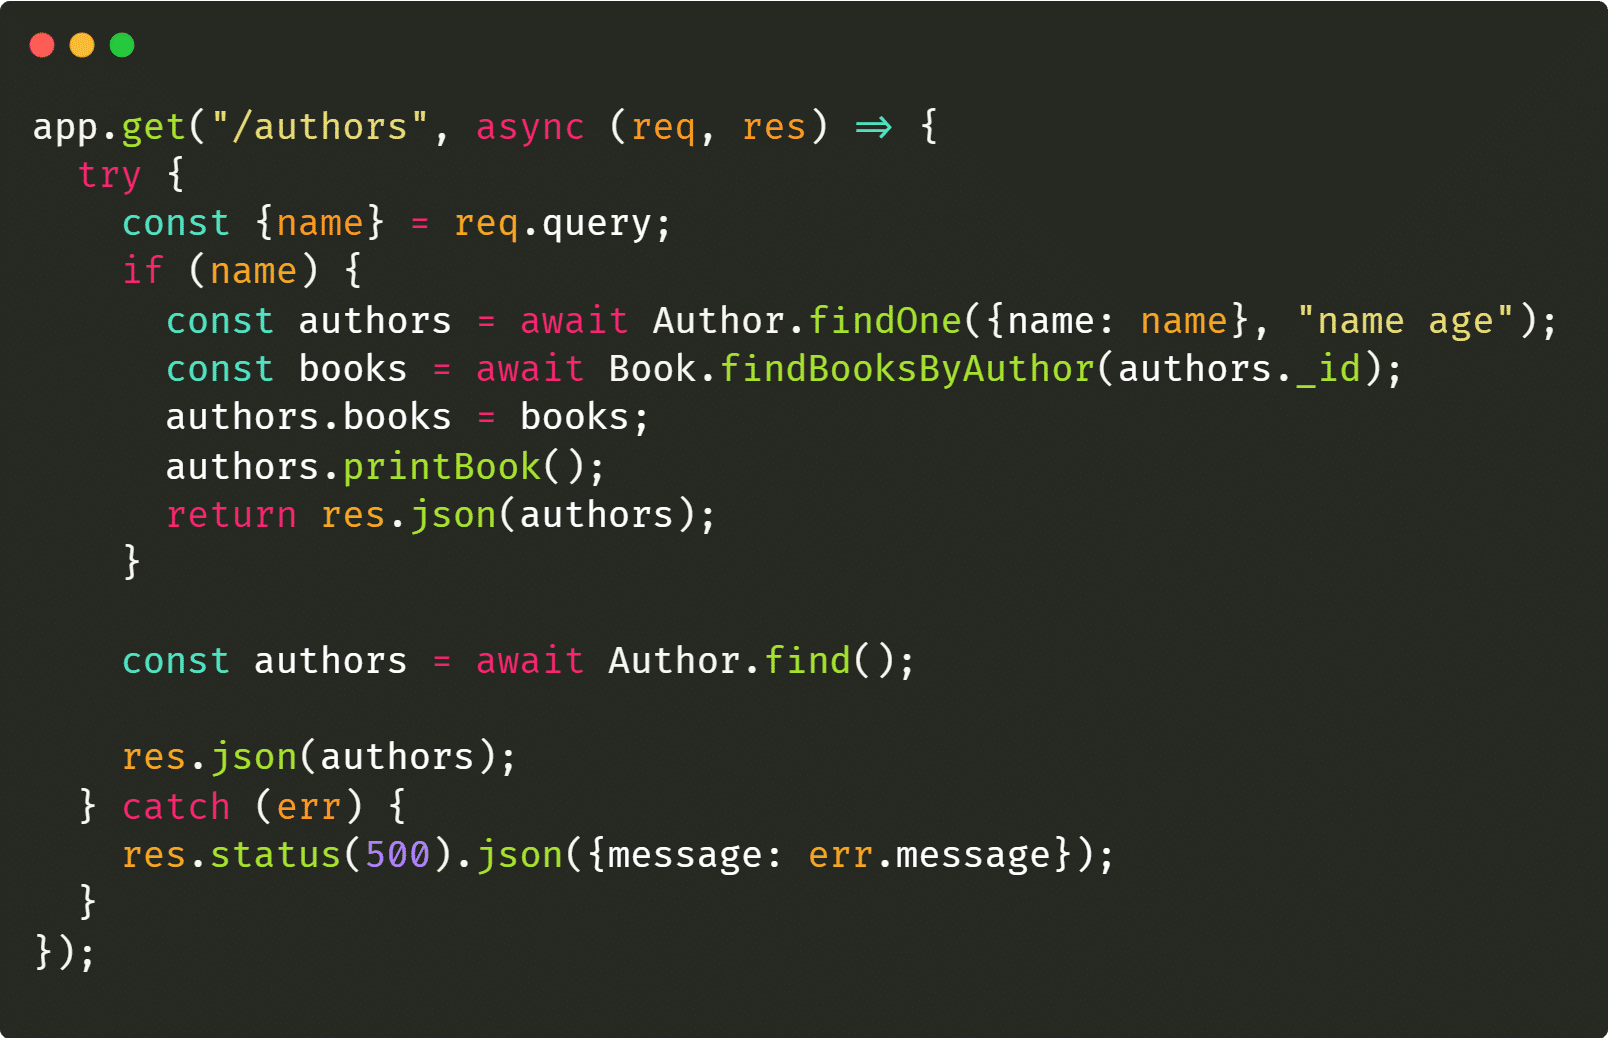 app.get("/authors", async (req, res) => {
  try {
    const {name} = req.query;
    if (name) {
      const authors = await Author.findOne({name: name}, "name age");
      const books = await Book.findBooksByAuthor(authors._id);
      authors.books = books;
      authors.printBook();
      return res.json(authors);
    }

    const authors = await Author.find();

    res.json(authors);
  } catch (err) {
    res.status(500).json({message: err.message});
  }
});